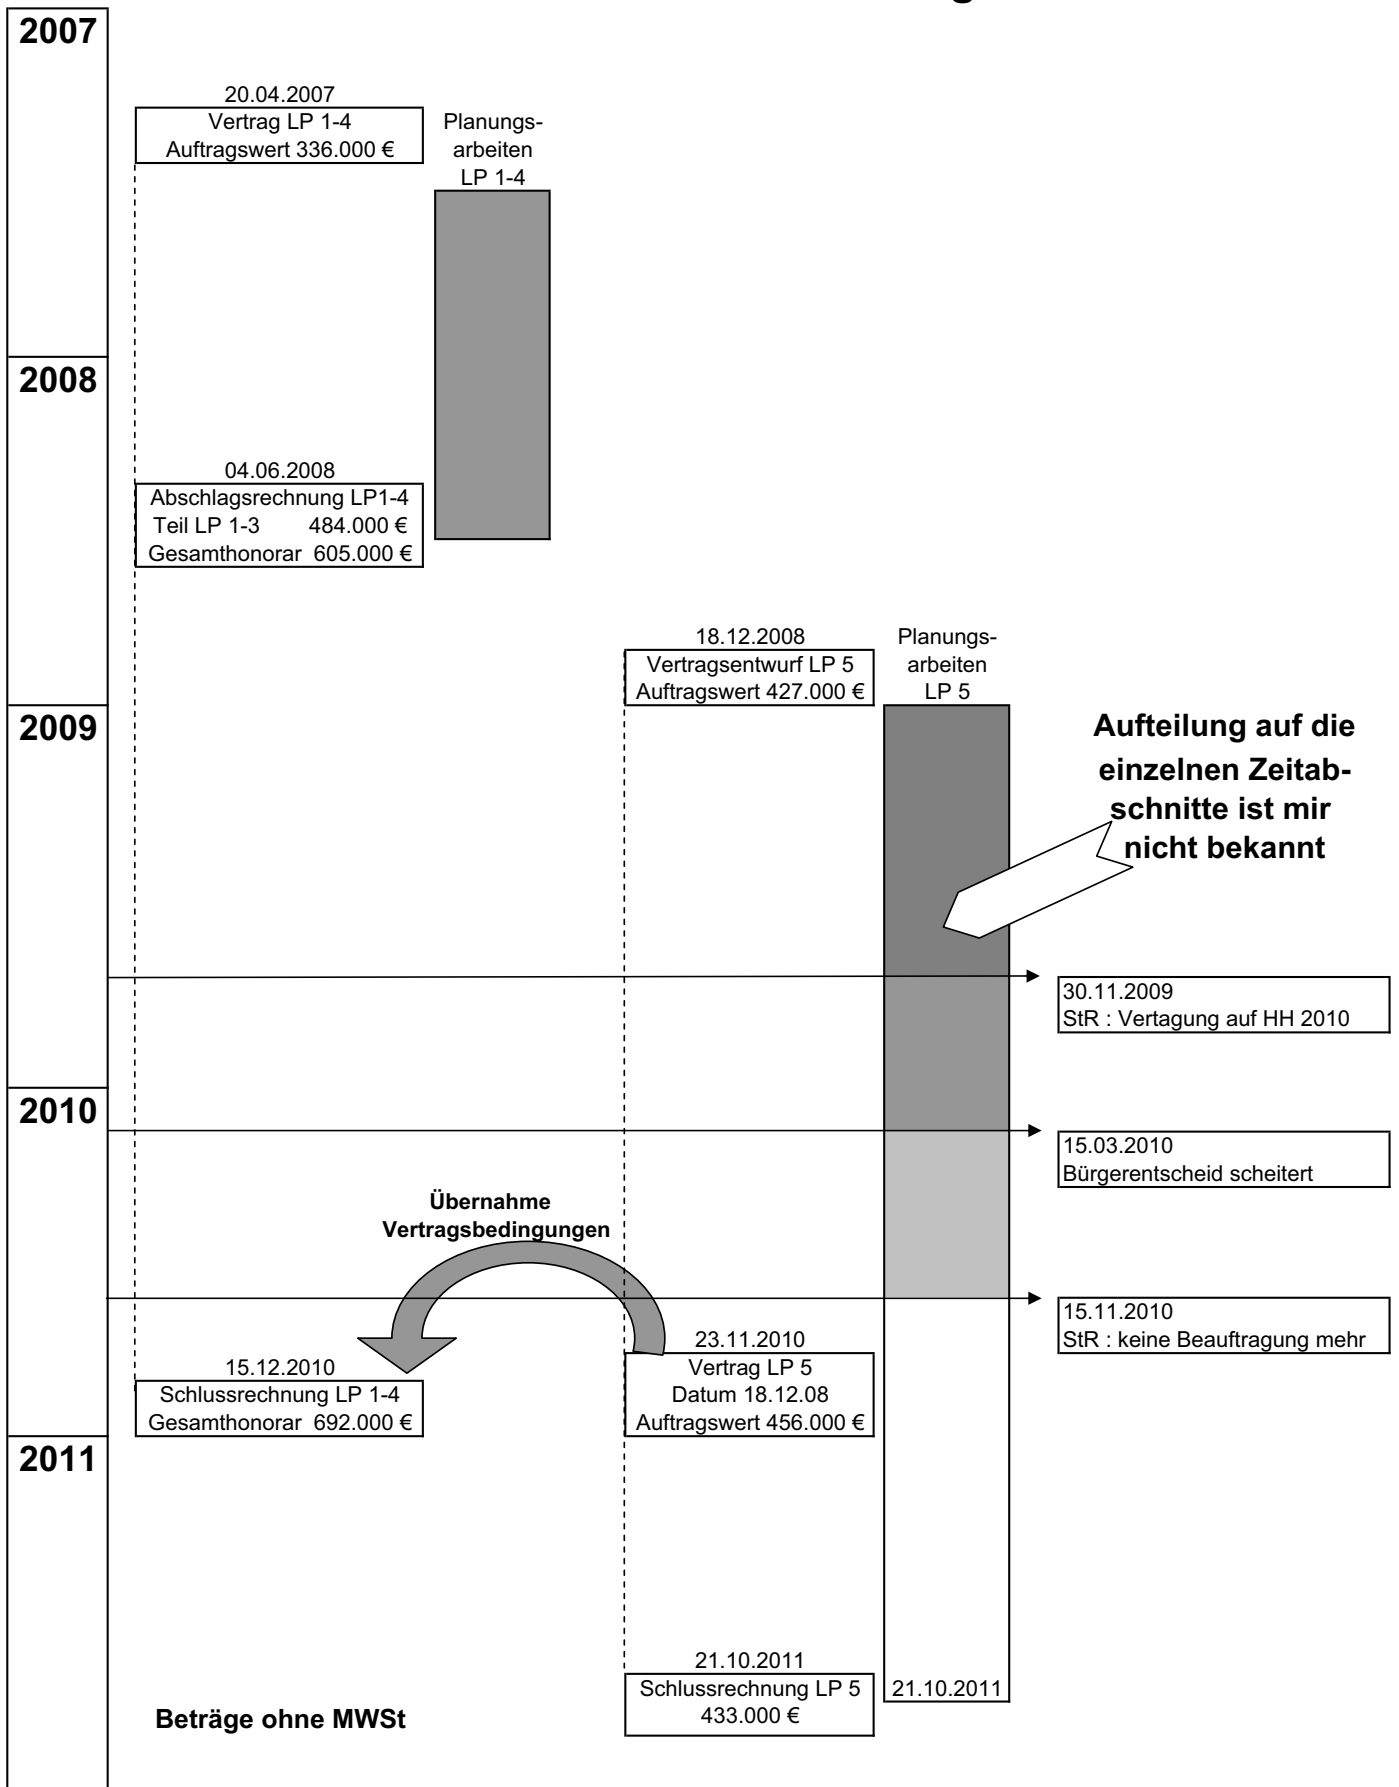 2007
20.04.2007
Vertrag LP 1-4
Auftragswert 336.000 €
Planungs-
arbeiten
LP 1-4
2008
04.06.2008
Abschlagsrechnung LP1-4
Teil LP 1-3 484.000 €
Gesamthonorar 605.000 €
18.12.2008
Vertragsentwurf LP 5
Auftragswert 427.000 €
Planungs-
arbeiten
LP 5
2009
Aufteilung auf die
einzelnen Zeitab-
schnitte ist mir
nicht bekannt
30.11.2009
StR : Vertagung auf HH 2010
2010
15.03.2010
Bürgerentscheid scheitert
Übernahme
Vertragsbedingungen
15.11.2010
StR : keine Beauftragung mehr
23.11.2010
Vertrag LP 5
Datum 18.12.08
Auftragswert 456.000 €
15.12.2010
Schlussrechnung LP 1-4
Gesamthonorar 692.000 €
2011
21.10.2011
Schlussrechnung LP 5
433.000 €
21.10.2011
Beträge ohne MWSt